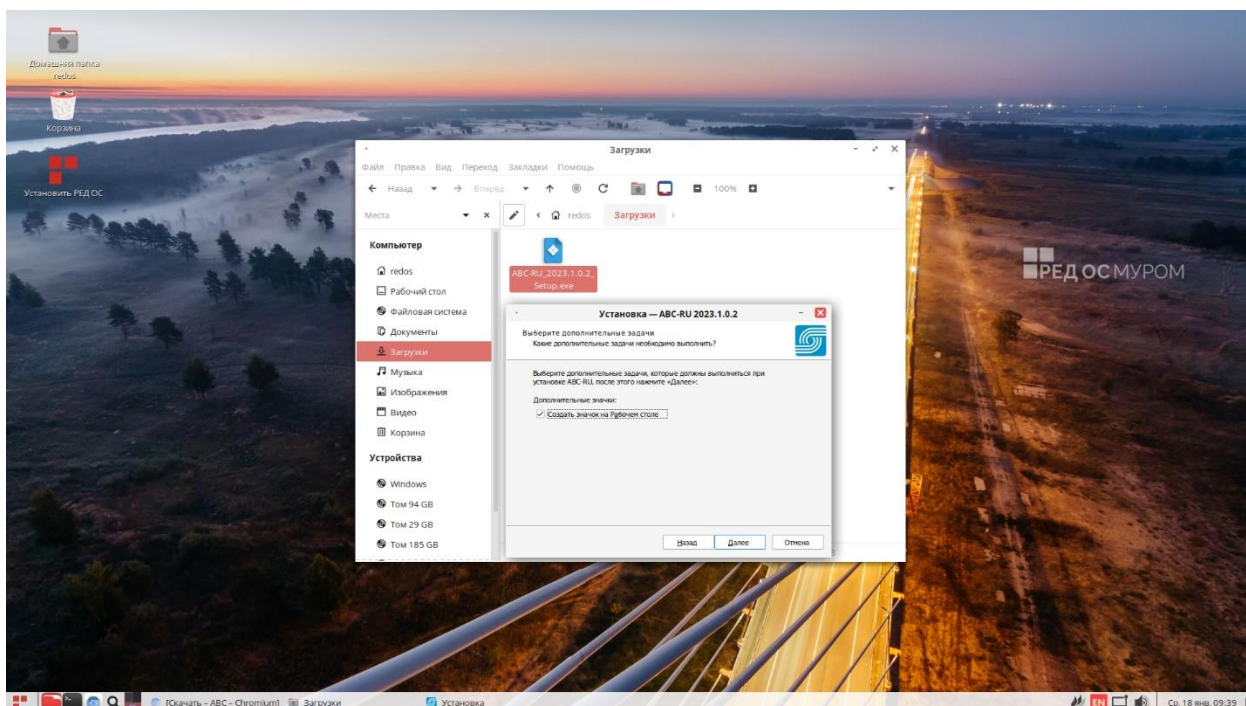 Домашняя папка
redos
Корзина
Установить РЕД ОС
РЕД ОС МУРОМ
Загрузки
Файл Правка Вид Переход Закладки Помощь
Назад Вперёд 100%
Места redos Загрузки
Компьютер
redos
Рабочий стол
Файловая система
Документы
Загрузки
Музыка
Изображения
Видео
Корзина
Устройства
Windows
Том 94 GB
Том 29 GB
Том 185 GB
ABC-RU_2023.1.0.2_
Setup.exe
Установка — ABC-RU 2023.1.0.2
Выберите дополнительные задачи
Какие дополнительные задачи необходимо выполнить?
Выберите дополнительные задачи, которые должны выполниться при
установке ABC-RU, после этого нажмите «Далее»:
Дополнительные значки:
Создать значок на Рабочем столе
Назад Далее Отмена
[Скачать – ABC – Chromium] Загрузки Установка EN Ср, 18 янв, 09:39